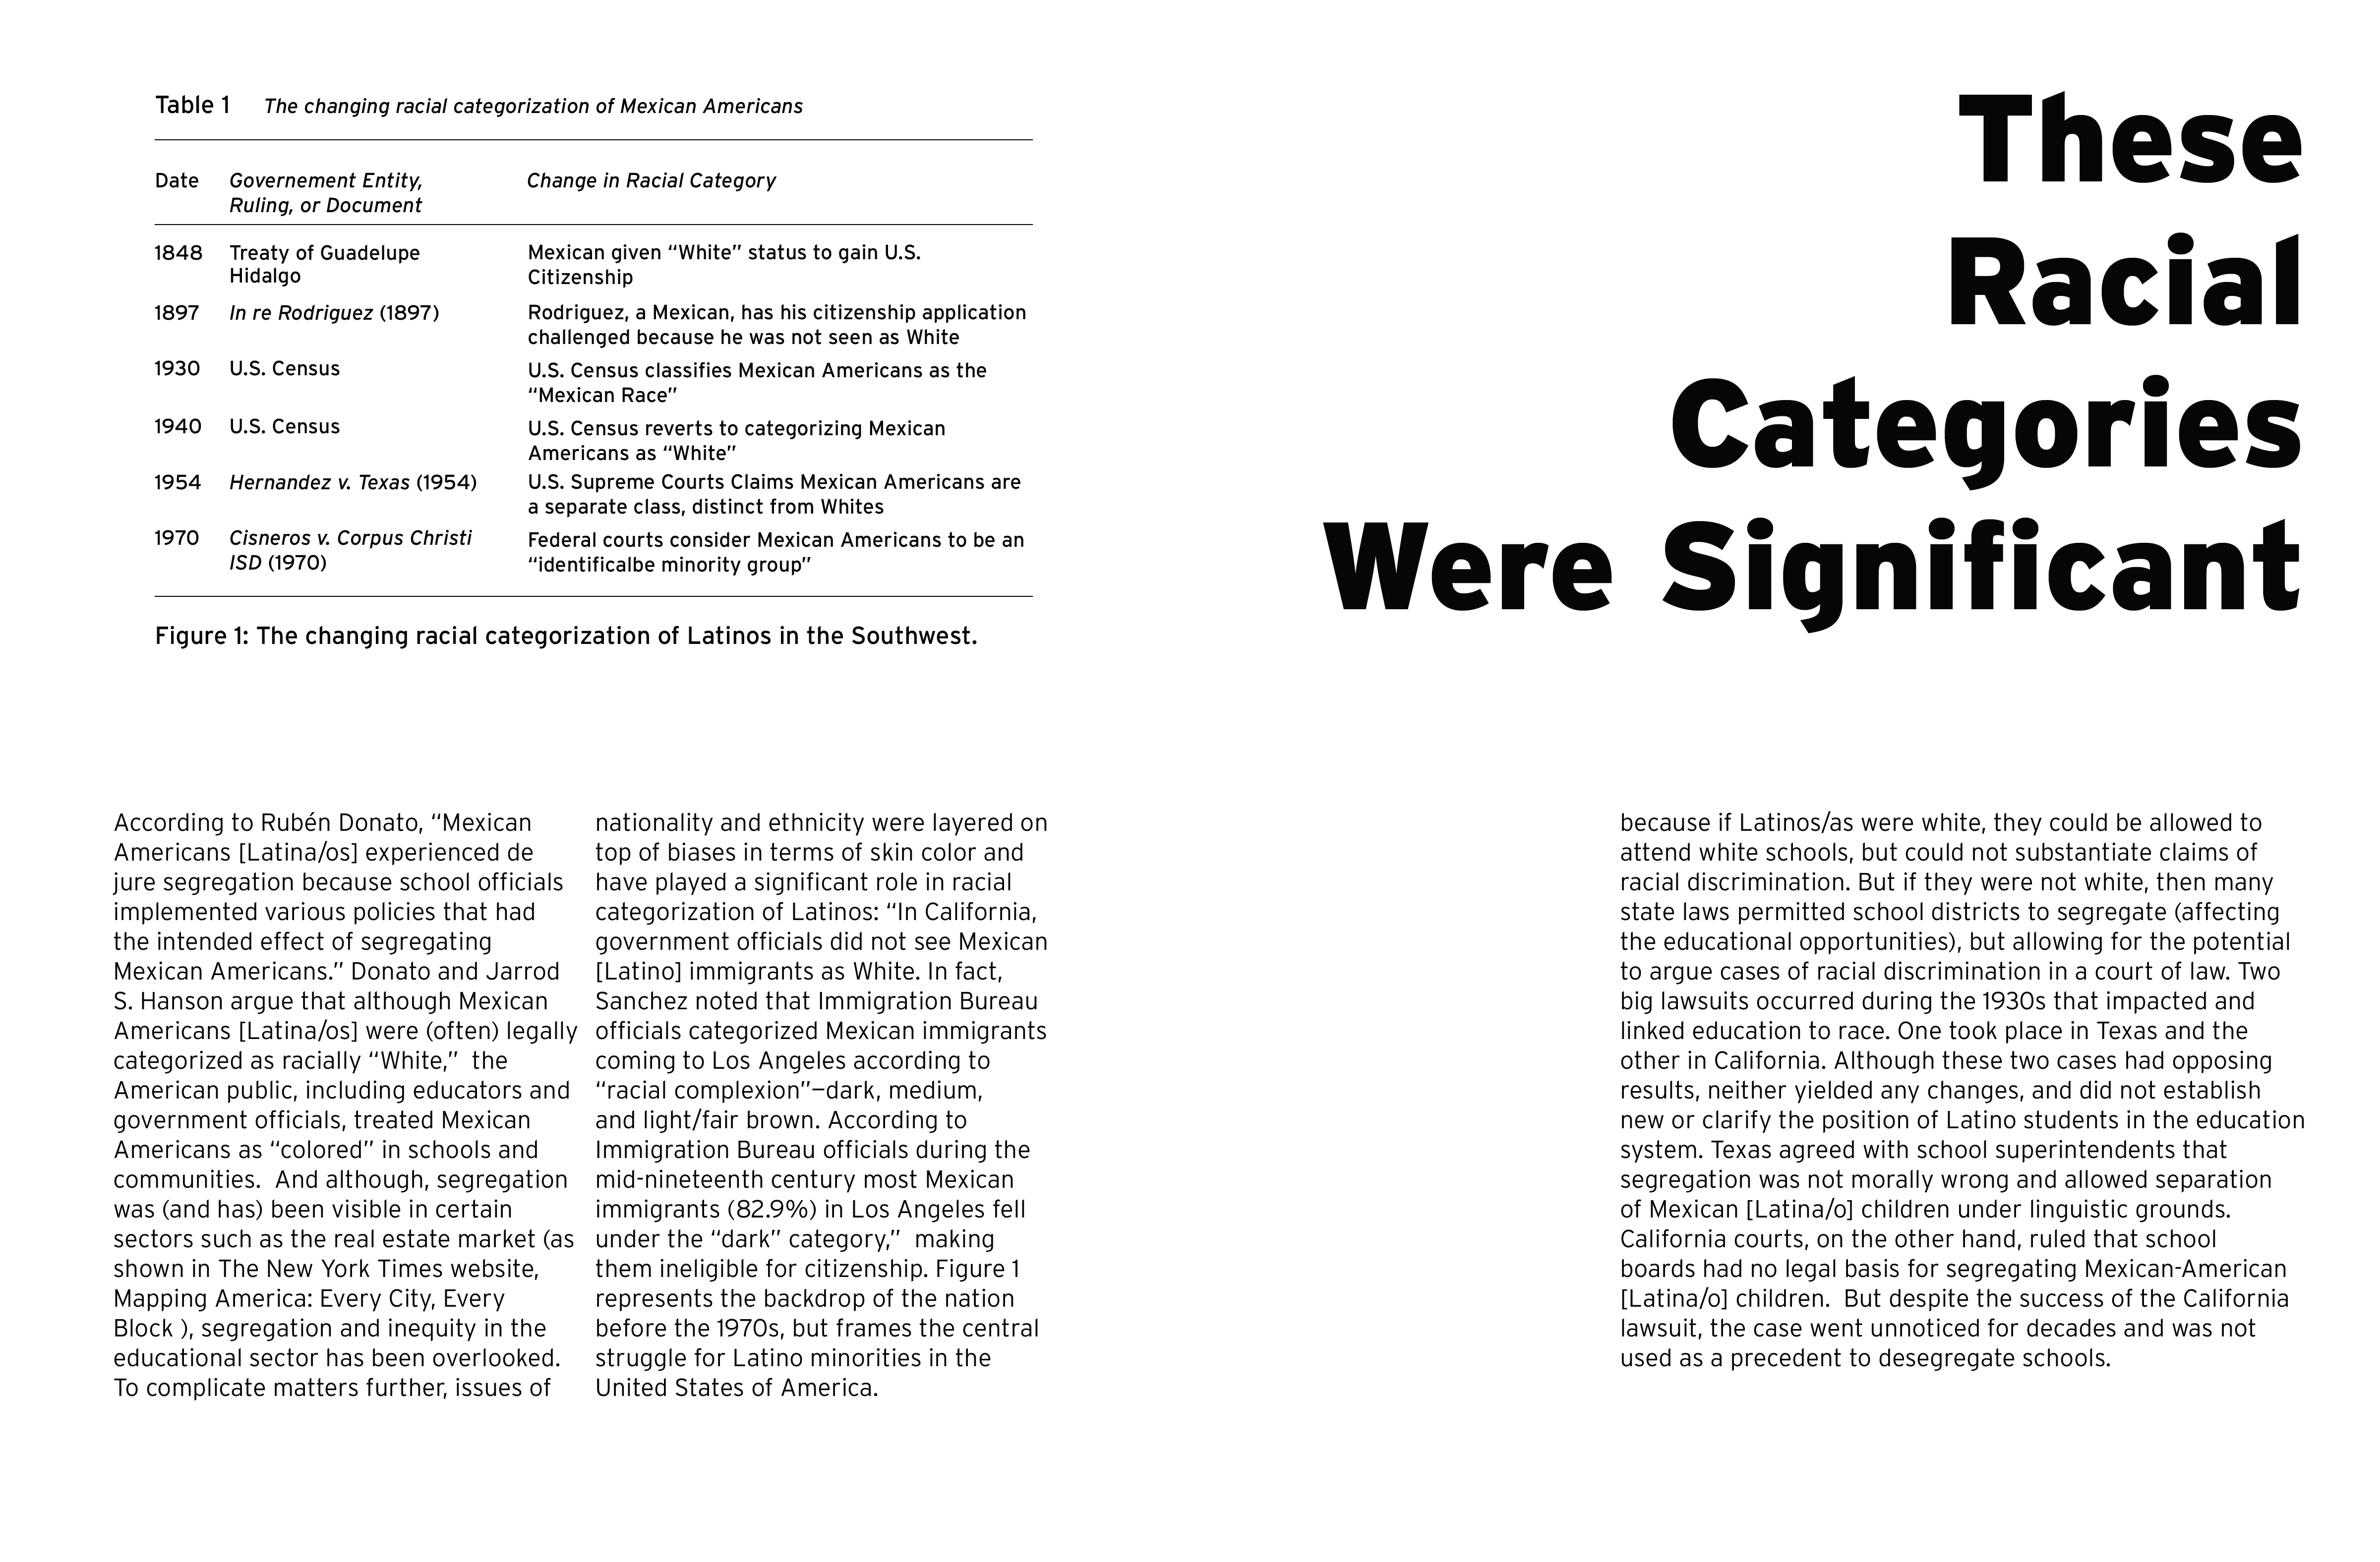 Table 1 The changing racial categorization of Mexican Americans
Date Governement Entity, Ruling, or Document Change in Racial Category
1848 Treaty of Guadelupe Hidalgo Mexican given “White” status to gain U.S. Citizenship
1897 In re Rodriguez (1897) Rodriguez, a Mexican, has his citizenship application challenged because he was not seen as White
1930 U.S. Census U.S. Census classifies Mexican Americans as the “Mexican Race”
1940 U.S. Census U.S. Census reverts to categorizing Mexican Americans as “White”
1954 Hernandez v. Texas (1954) U.S. Supreme Courts Claims Mexican Americans are a separate class, distinct from Whites
1970 Cisneros v. Corpus Christi ISD (1970) Federal courts consider Mexican Americans to be an “identificalbe minority group”
Figure 1: The changing racial categorization of Latinos in the Southwest.
According to Rubén Donato, “Mexican
Americans [Latina/os] experienced de
jure segregation because school officials
implemented various policies that had
the intended effect of segregating
Mexican Americans.” Donato and Jarrod
S. Hanson argue that although Mexican
Americans [Latina/os] were (often) legally
categorized as racially “White,”  the
American public, including educators and
government officials, treated Mexican
Americans as “colored” in schools and
communities.  And although, segregation
was (and has) been visible in certain
sectors such as the real estate market (as
shown in The New York Times website,
Mapping America: Every City, Every
Block ), segregation and inequity in the
educational sector has been overlooked.
To complicate matters further, issues of
nationality and ethnicity were layered on
top of biases in terms of skin color and
have played a significant role in racial
categorization of Latinos: “In California,
government officials did not see Mexican
[Latino] immigrants as White. In fact,
Sanchez noted that Immigration Bureau
officials categorized Mexican immigrants
coming to Los Angeles according to
“racial complexion”—dark, medium,
and light/fair brown. According to
Immigration Bureau officials during the
mid-nineteenth century most Mexican
immigrants (82.9%) in Los Angeles fell
under the “dark” category,”  making
them ineligible for citizenship. Figure 1
represents the backdrop of the nation
before the 1970s, but frames the central
struggle for Latino minorities in the
United States of America.
These
Racial
Categories
Were Significant
because if Latinos/as were white, they could be allowed to
attend white schools, but could not substantiate claims of
racial discrimination. But if they were not white, then many
state laws permitted school districts to segregate (affecting
the educational opportunities), but allowing for the potential
to argue cases of racial discrimination in a court of law. Two
big lawsuits occurred during the 1930s that impacted and
linked education to race. One took place in Texas and the
other in California. Although these two cases had opposing
results, neither yielded any changes, and did not establish
new or clarify the position of Latino students in the education
system. Texas agreed with school superintendents that
segregation was not morally wrong and allowed separation
of Mexican [Latina/o] children under linguistic grounds.
California courts, on the other hand, ruled that school
boards had no legal basis for segregating Mexican-American
[Latina/o] children.  But despite the success of the California
lawsuit, the case went unnoticed for decades and was not
used as a precedent to desegregate schools.